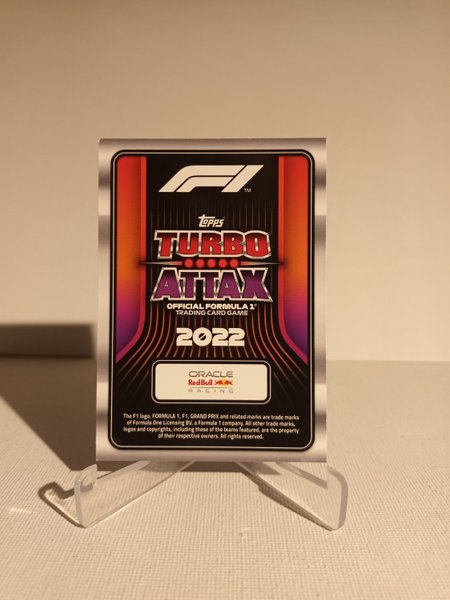 F1
TM
topps
TURBO
ATTAX
OFFICIAL FORMULA 1®
TRADING CARD GAME
2022
ORACLE
Red Bull
RACING
The F1 logo, FORMULA 1, F1, GRAND PRIX and related marks are trade marks
of Formula One Licensing BV, a Formula 1 company. All other trade marks,
logos and copyrights, including those of the teams featured, are the property
of their respective owners. All rights reserved.